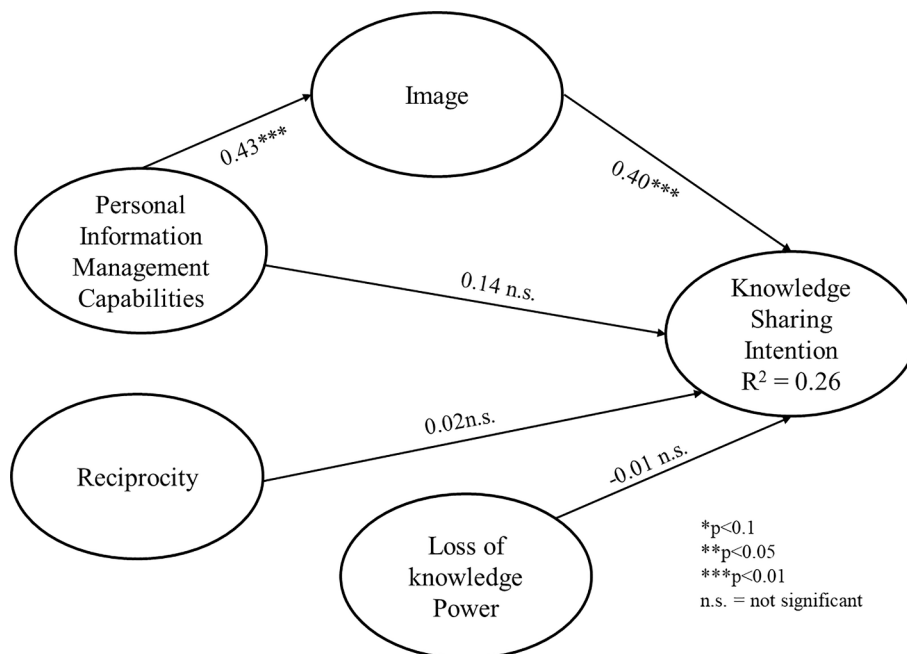 Image
0.43***
0.40***
Personal
Information
Management
Capabilities
0.14 n.s.
Knowledge
Sharing
Intention
R² = 0.26
0.02n.s.
Reciprocity
-0.01 n.s.
Loss of
knowledge
Power
*p<0.1
**p<0.05
***p<0.01
n.s. = not significant